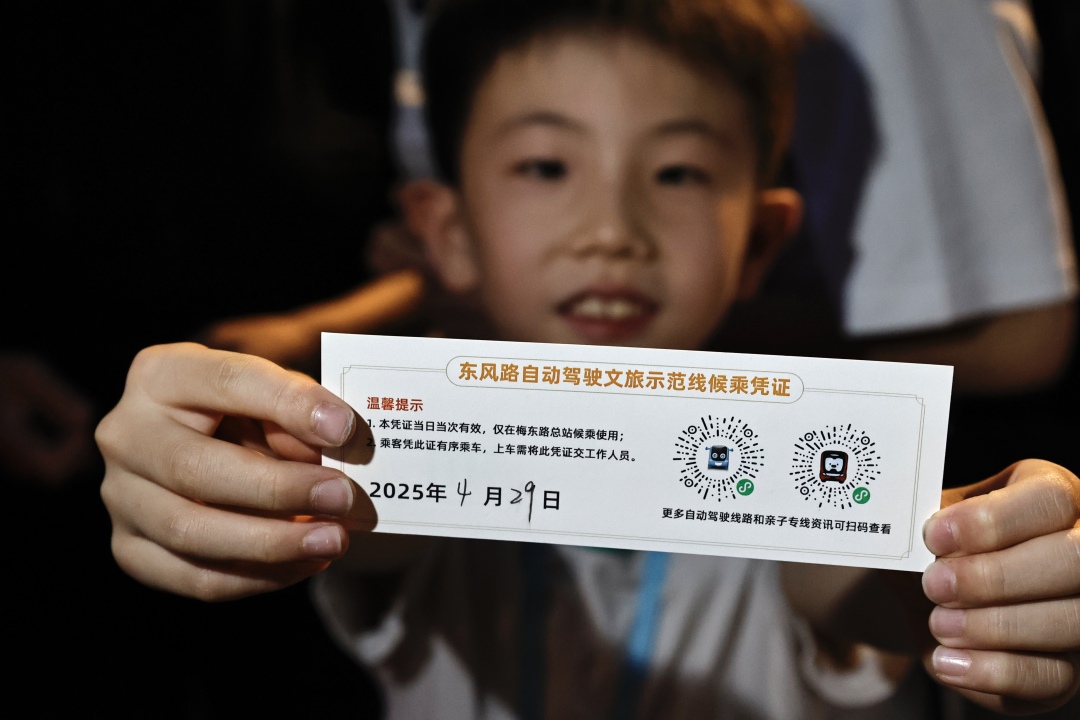 东风路自动驾驶文旅示范线候乘凭证
温馨提示
1. 本凭证当日当次有效，仅在梅东路总站候乘使用；
2. 乘客凭此证有序乘车，上车需将此凭证交工作人员。
2025年 4 月 29 日
更多自动驾驶线路和亲子专线资讯可扫码查看